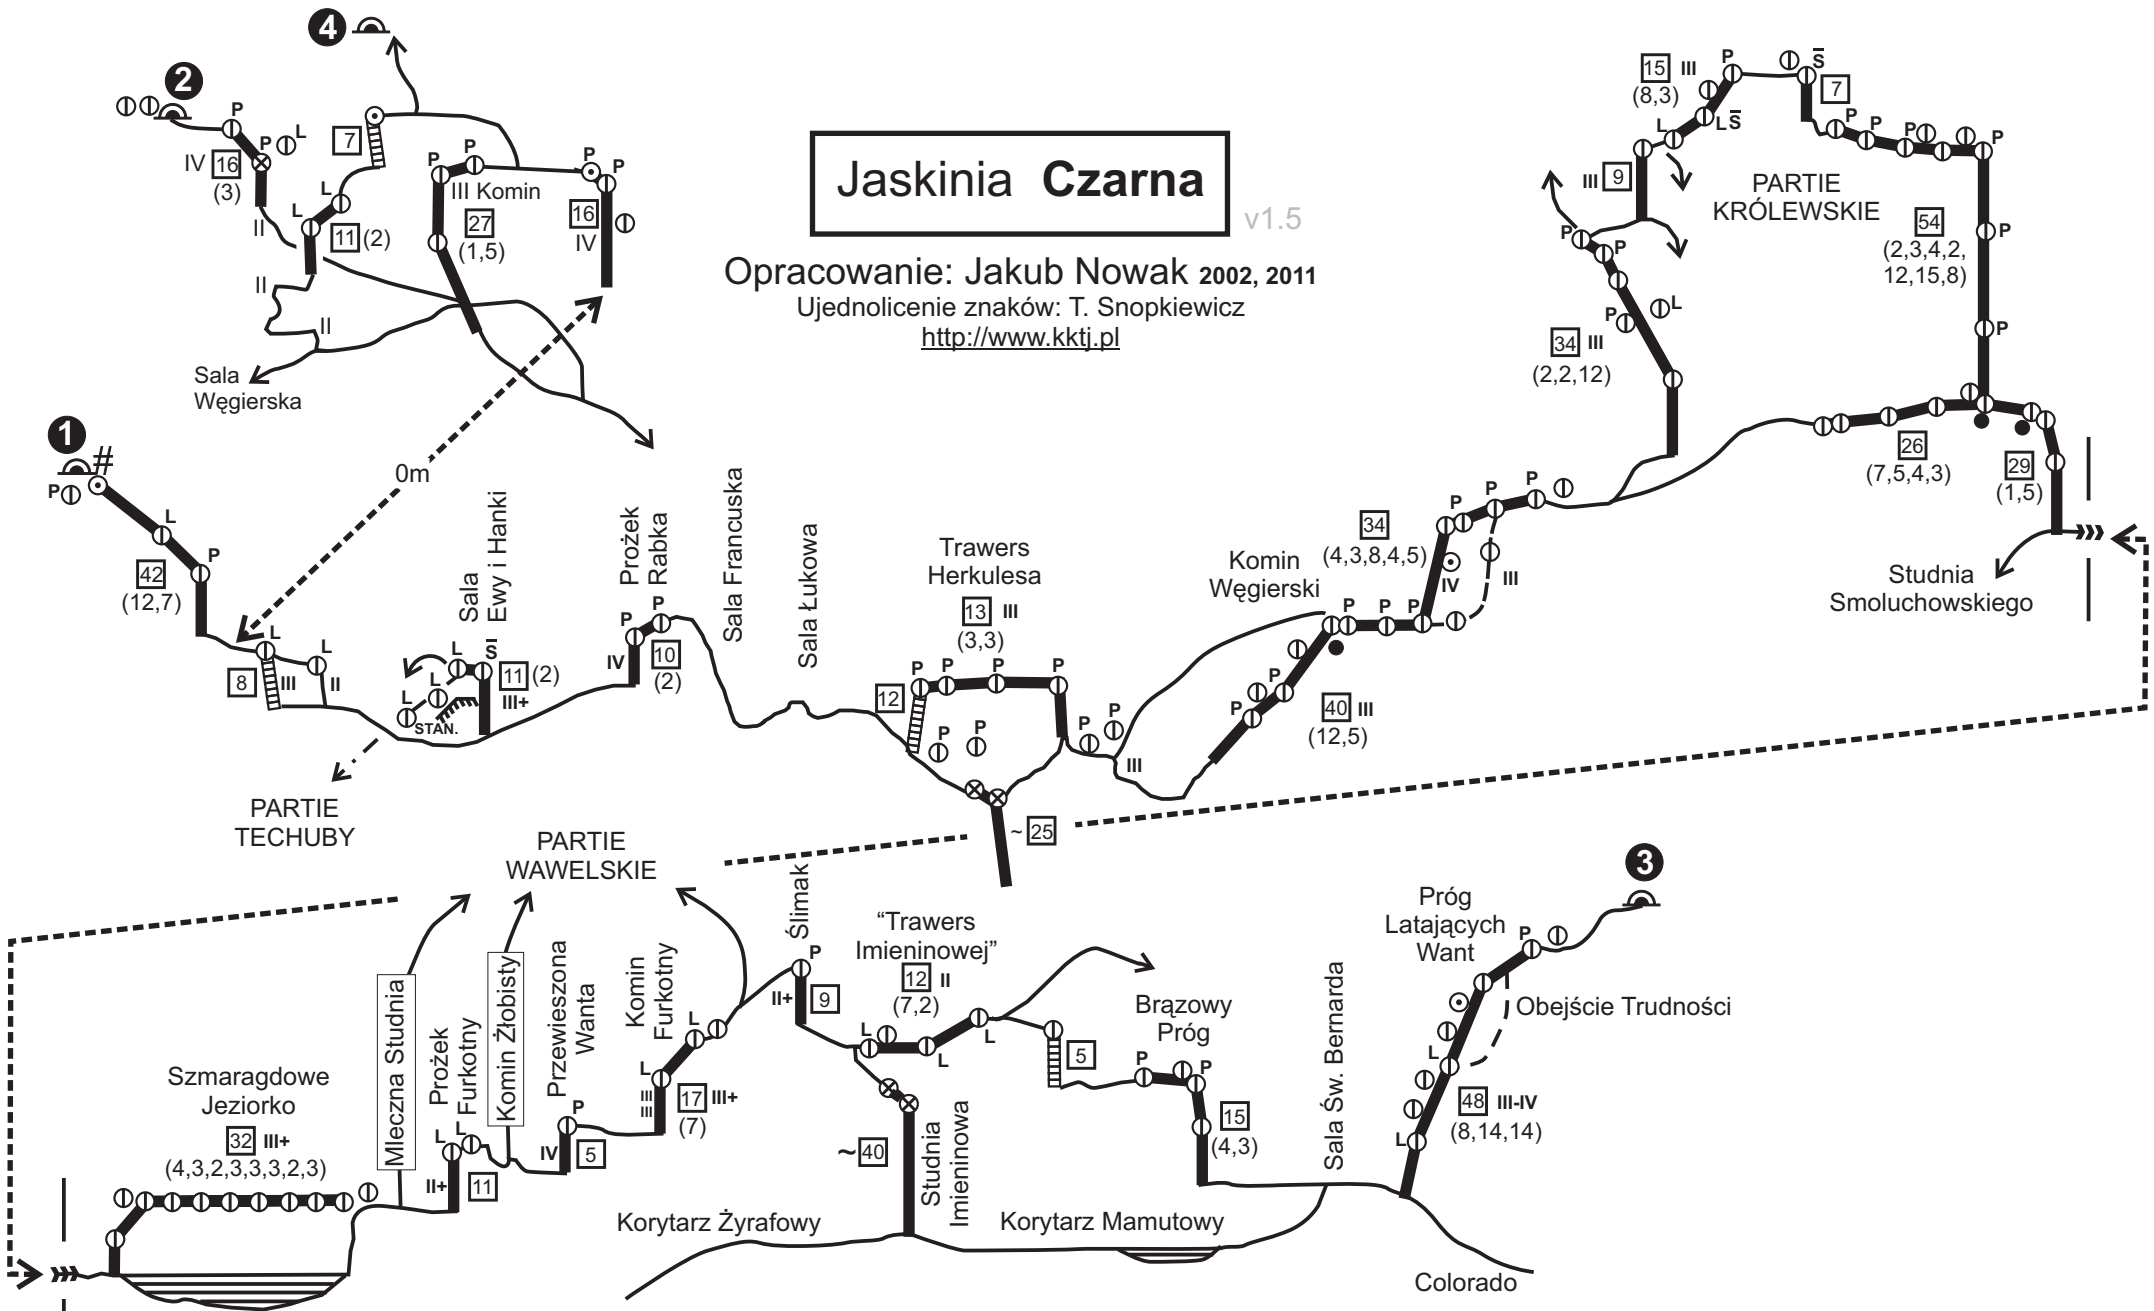 Jaskinia Czarna
v1.5
Opracowanie: Jakub Nowak 2002, 2011
Ujednolicenie znaków: T. Snopkiewicz
http://www.kktj.pl
4
2
P
P
L
IV 16
(3)
II
7
L
L
11 (2)
II
II
P
P
III Komin
27
(1,5)
P
16
IV
Sala
Węgierska
1
#
P
L
P
42
(12,7)
0m
L
L
8
III
II
Sala
Ewy i Hanki
L
S
L
L
11 (2)
III+
STAN.
PARTIE
TECHUBY
Prożek
Rabka
P
P
IV
10
(2)
Sala Francuska
Sala Łukowa
Trawers
Herkulesa
13 III
(3,3)
12
P
P
P
P
P
P
P
P
~ 25
III
Komin
Węgierski
P
P
P
P
P
40 III
(12,5)
34
(4,3,8,4,5)
P
P
P
IV
III
15 III
(8,3)
P
S
7
L
L S
III 9
P
P
P
L
34 III
(2,2,12)
PARTIE
KRÓLEWSKIE
P
P
P
P
54
(2,3,4,2,
12,15,8)
P
P
26
(7,5,4,3)
29
(1,5)
Studnia
Smoluchowskiego
PARTIE
WAWELSKIE
Szmaragdowe
Jeziorko
32 III+
(4,3,2,3,3,3,2,3)
Mleczna Studnia
Prożek
Furkotny
L
L
II+
11
Komin Żłobisty
Przewieszona
Wanta
P
IV
5
Komin
Furkotny
L
L
III
III
17 III+
(7)
Ślimak
P
II+
9
"Trawers
Imieninowej"
12 II
(7,2)
L
L
L
~ 40
Studnia
Imieninowa
5
Brązowy
Próg
P
P
15
(4,3)
Korytarz Żyrafowy
Korytarz Mamutowy
Sala Św. Bernarda
3
Próg
Latających
Want
P
Obejście Trudności
L
L
48 III-IV
(8,14,14)
Colorado